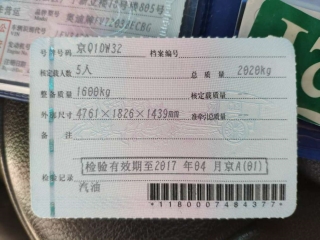 号牌号码 京Q1DW32 档案编号
核定载人数 5人 总质量 2020kg
整备质量 1600kg 核定载质量
外廓尺寸 4761×1826×1439mm 准牵引总质量
备注
检验有效期至2017年04月京A(01)
检验记录
汽油
*1180007484377*